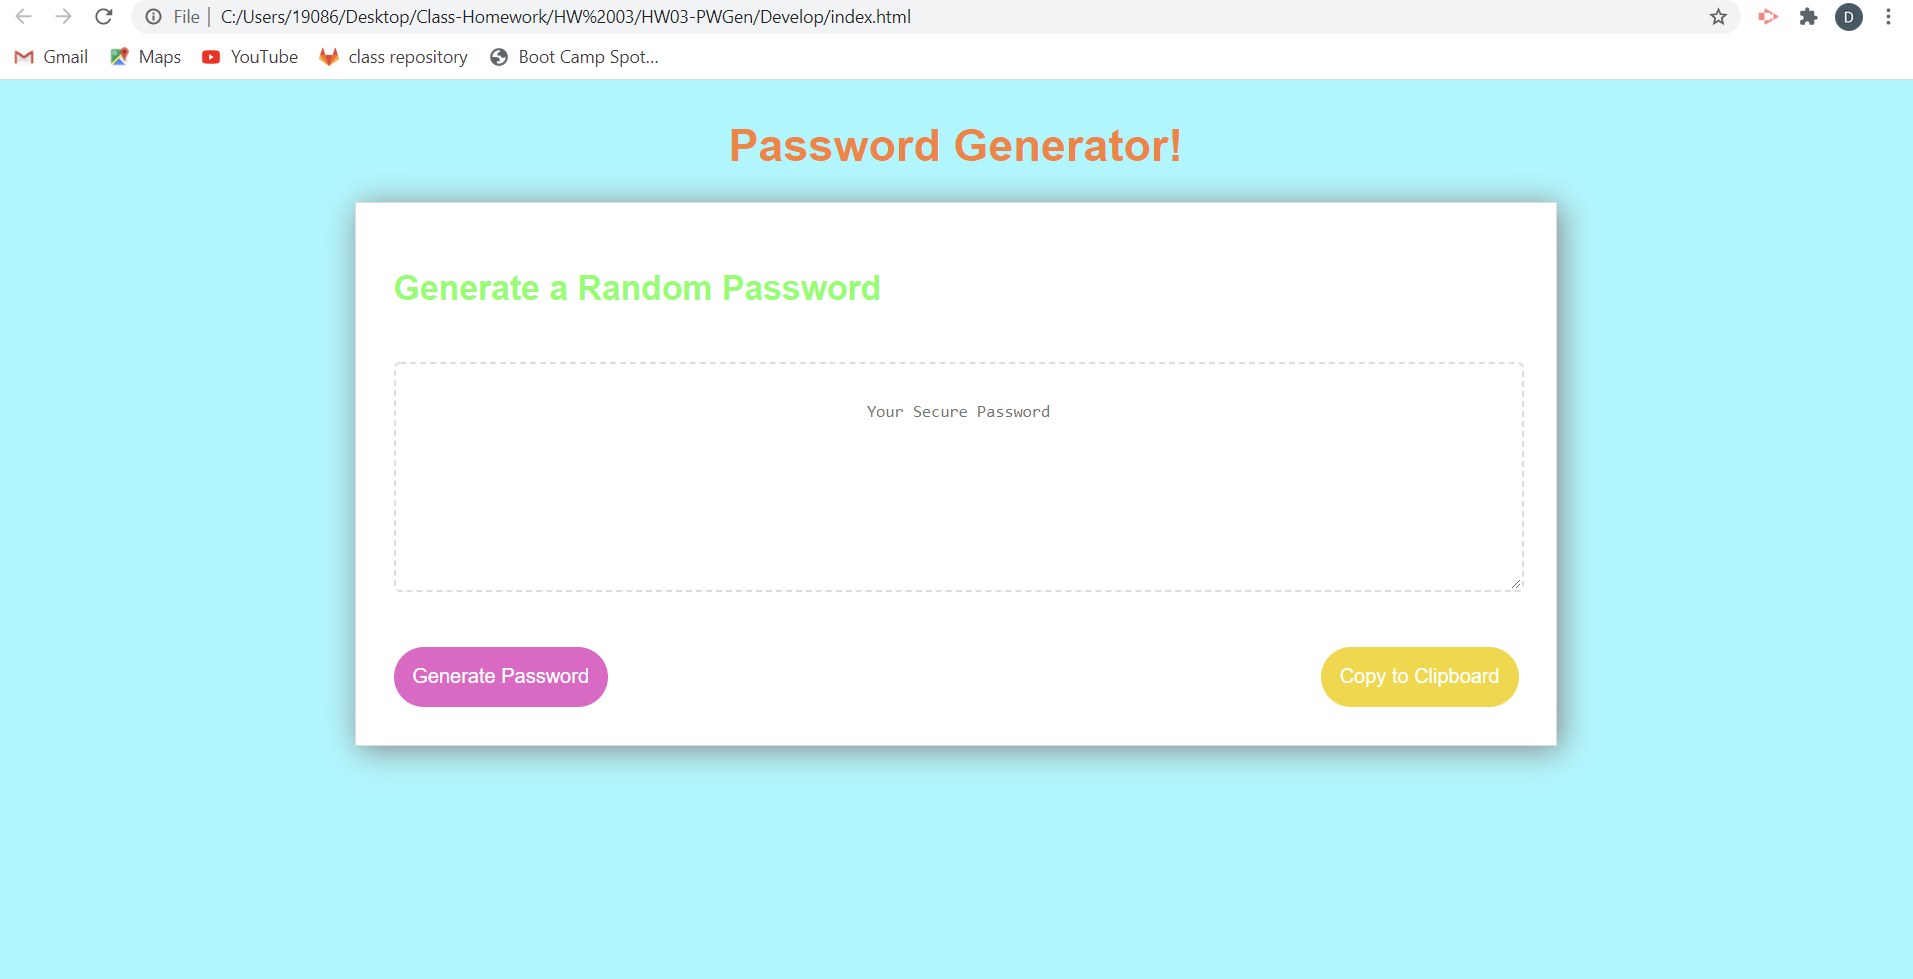 File | C:/Users/19086/Desktop/Class-Homework/HW%2003/HW03-PWGen/Develop/index.html D
Gmail Maps YouTube class repository Boot Camp Spot...
Password Generator!
Generate a Random Password
Your Secure Password
Generate Password Copy to Clipboard